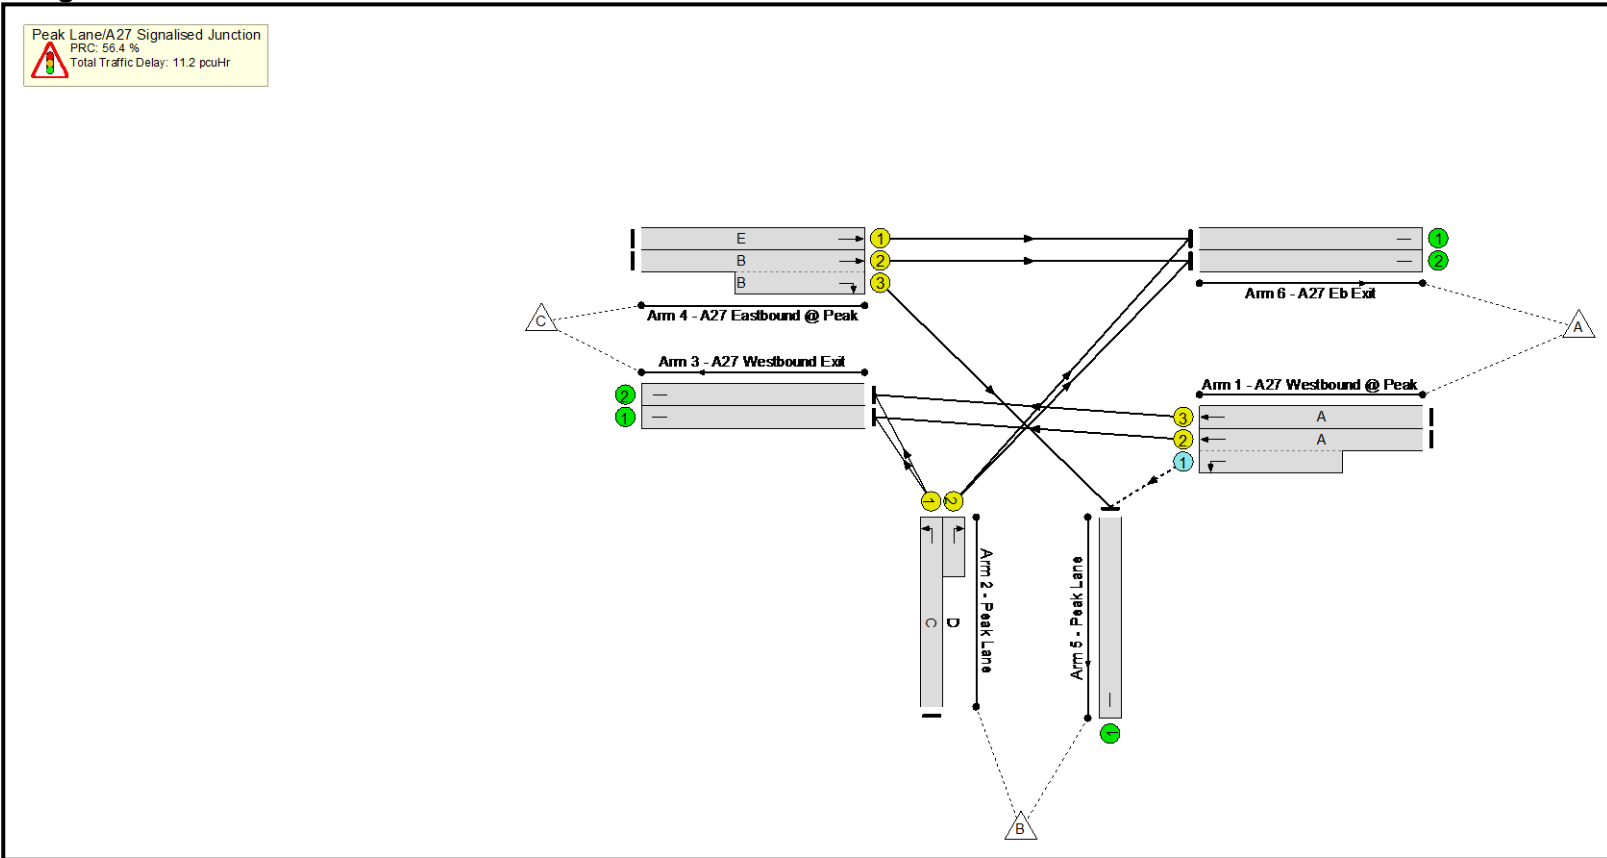 Peak Lane/A27 Signalised Junction
PRC: 56.4 %
Total Traffic Delay: 11.2 pcuHr
E
1
1
B
2
2
B
3
Arm 6 - A27 Eb Exit
Arm 4 - A27 Eastbound @ Peak
C
A
Arm 3 - A27 Westbound Exit
Arm 1 - A27 Westbound @ Peak
2
3
A
1
2
A
1
1
2
Arm 2 - Peak Lane
Arm 5 - Peak Lane
C
D
1
B